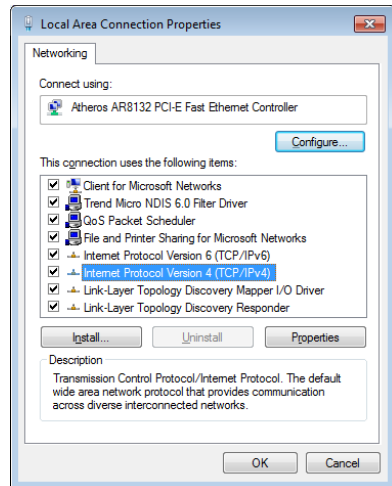 Local Area Connection Properties
Networking
Connect using:
Atheros AR8132 PCI-E Fast Ethernet Controller
Configure...
This connection uses the following items:
Client for Microsoft Networks
Trend Micro NDIS 6.0 Filter Driver
QoS Packet Scheduler
File and Printer Sharing for Microsoft Networks
Internet Protocol Version 6 (TCP/IPv6)
Internet Protocol Version 4 (TCP/IPv4)
Link-Layer Topology Discovery Mapper I/O Driver
Link-Layer Topology Discovery Responder
Install... Uninstall Properties
Description
Transmission Control Protocol/Internet Protocol. The default
wide area network protocol that provides communication
across diverse interconnected networks.
OK Cancel